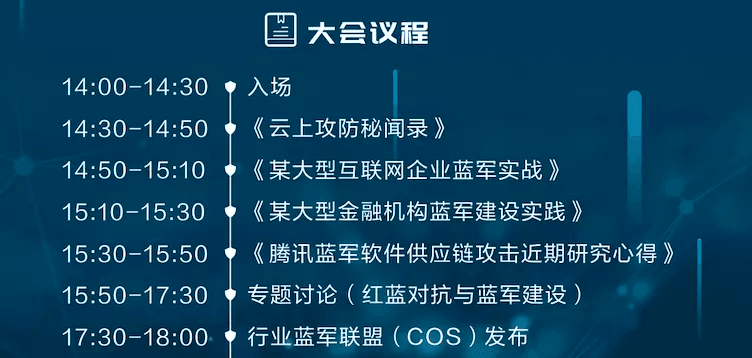 大会议程
14:00-14:30 入场
14:30-14:50 《云上攻防秘闻录》
14:50-15:10 《某大型互联网企业蓝军实战》
15:10-15:30 《某大型金融机构蓝军建设实践》
15:30-15:50 《腾讯蓝军软件供应链攻击近期研究心得》
15:50-17:30 专题讨论(红蓝对抗与蓝军建设)
17:30-18:00 行业蓝军联盟(COS)发布